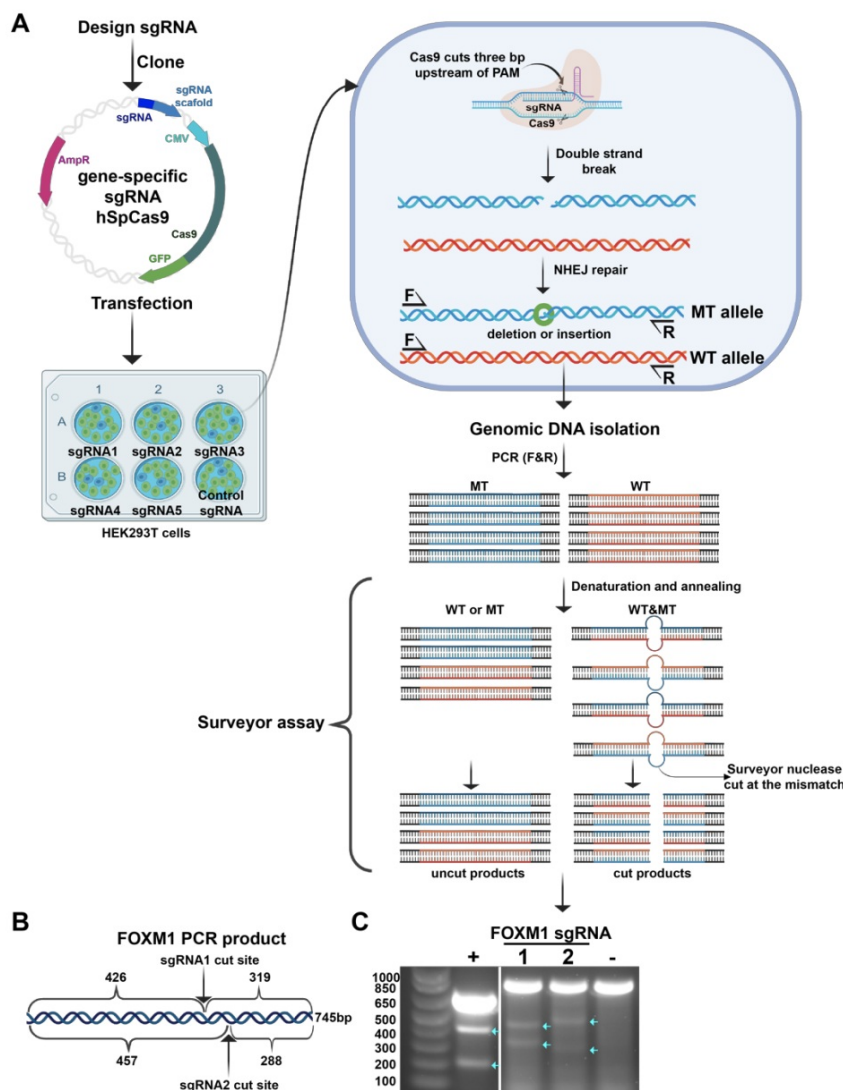 A
Design sgRNA
Clone
sgRNA
scafold
sgRNA
CMV
AmpR
gene-specific
sgRNA
hSpCas9
Cas9
GFP
Transfection
1 2 3
A
sgRNA1 sgRNA2 sgRNA3
B
Control
sgRNA4 sgRNA5 sgRNA
HEK293T cells
Cas9 cuts three bp
upstream of PAM
sgRNA
Cas9
Double strand
break
NHEJ repair
F
MT allele
deletion or insertion
R
F
WT allele
R
Genomic DNA isolation
PCR (F&R)
MT WT
Denaturation and annealing
WT or MT WT&MT
Surveyor assay
Surveyor nuclease
cut at the mismatch
uncut products cut products
B
FOXM1 PCR product
sgRNA1 cut site
426 319
745bp
457 288
sgRNA2 cut site
C
FOXM1 sgRNA
+ 1 2 -
1000
850
650
500
400
300
200
100